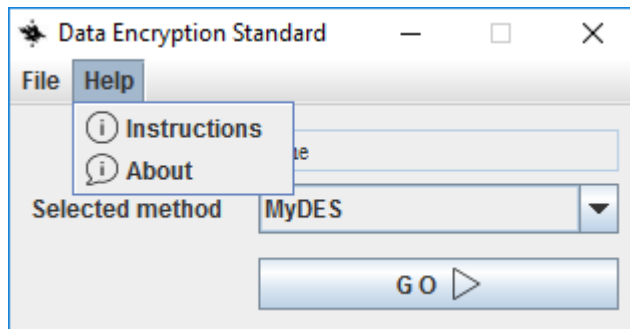 Data Encryption Standard
File Help
Instructions
About
Selected method MyDES
GO